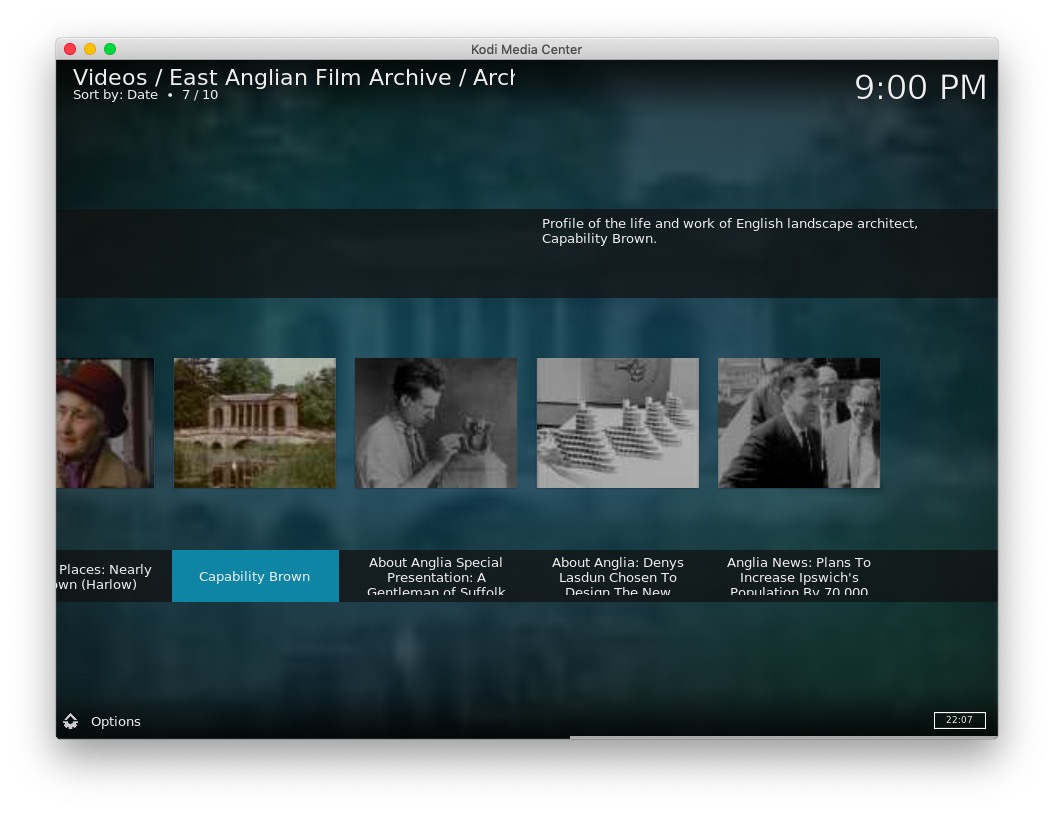 Kodi Media Center
Videos / East Anglian Film Archive /
Sort by: Date • 7 / 10
9:00 PM
Profile of the life and work of English landscape architect,
Capability Brown.
Places: Nearly
(Harlow)
Capability Brown
About Anglia Special
Presentation: A
Gentleman of Suffolk
About Anglia: Denys
Lasdun Chosen To
Design The New
Anglia News: Plans To
Increase Ipswich's
Population By 70,000
Options
22:07